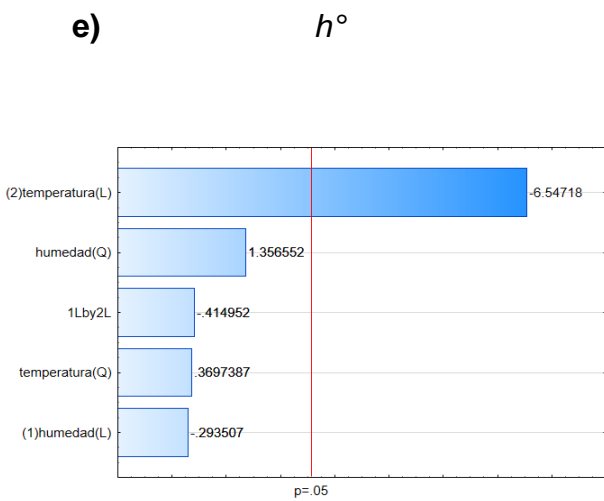 e) h°
(2)temperatura(L) -6.54718
humedad(Q) 1.356552
1Lby2L -.414952
temperatura(Q) .3697387
(1)humedad(L) -.293507
p=.05